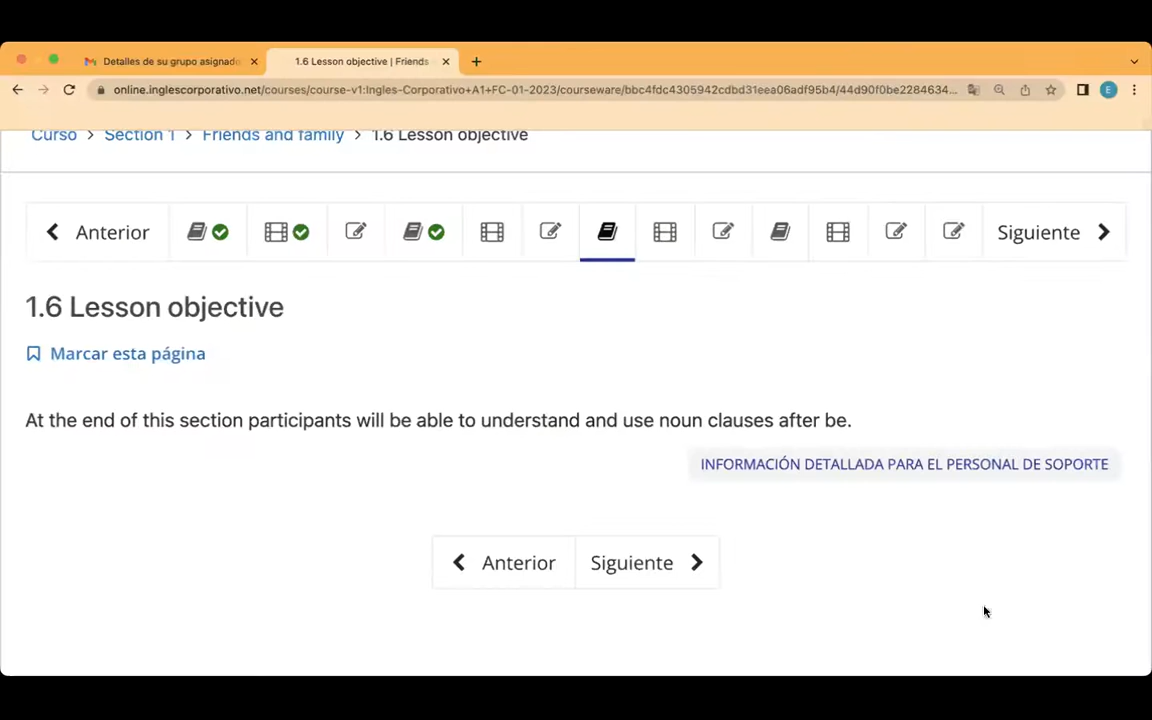 Detalles de su grupo asignado
1.6 Lesson objective | Friends
online.inglescorporativo.net/courses/course-v1:Ingles-Corporativo+A1+FC-01-2023/courseware/bbc4fdc4305942cdbd31eea06adf95b4/44d90f0be2284634...
E
Curso > Section 1 > Friends and family > 1.6 Lesson objective
Anterior
Siguiente
1.6 Lesson objective
Marcar esta página
At the end of this section participants will be able to understand and use noun clauses after be.
INFORMACIÓN DETALLADA PARA EL PERSONAL DE SOPORTE
Anterior
Siguiente